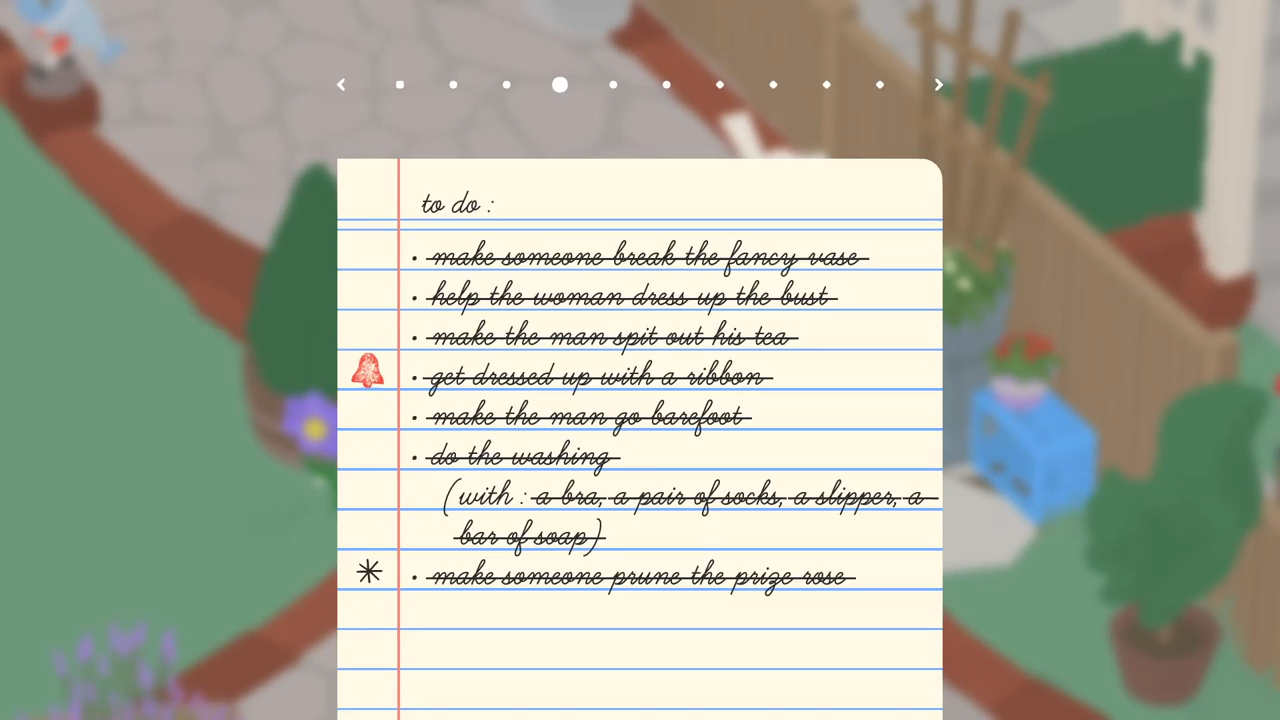 to do :
• make someone break the fancy vase
• help the woman dress up the bust
• make the man spit out his tea
• get dressed up with a ribbon
• make the man go barefoot
• do the washing
(with : a bra, a pair of socks, a slipper, a
bar of soap)
• make someone prune the prize rose